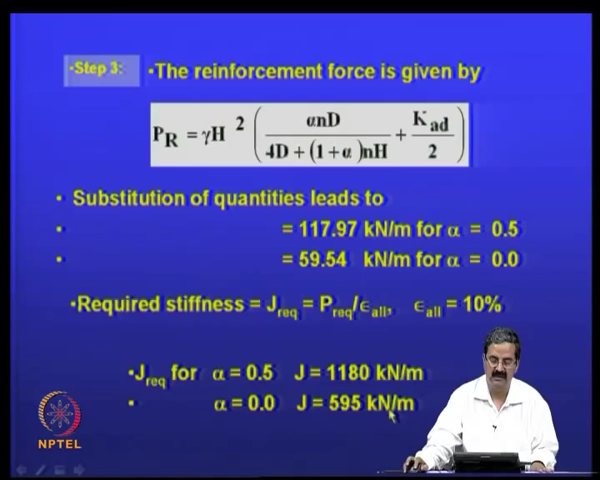 ·Step 3: ·The reinforcement force is given by
P_R = γH² ( αnD / (4D + (1+α)nH) + K_ad / 2 )
· Substitution of quantities leads to
· = 117.97 kN/m for α = 0.5
· = 59.54 kN/m for α = 0.0
·Required stiffness = J_req = P_req/ϵ_all, ϵ_all = 10%
·J_req for α = 0.5 J = 1180 kN/m
· α = 0.0 J = 595 kN/m
NPTEL